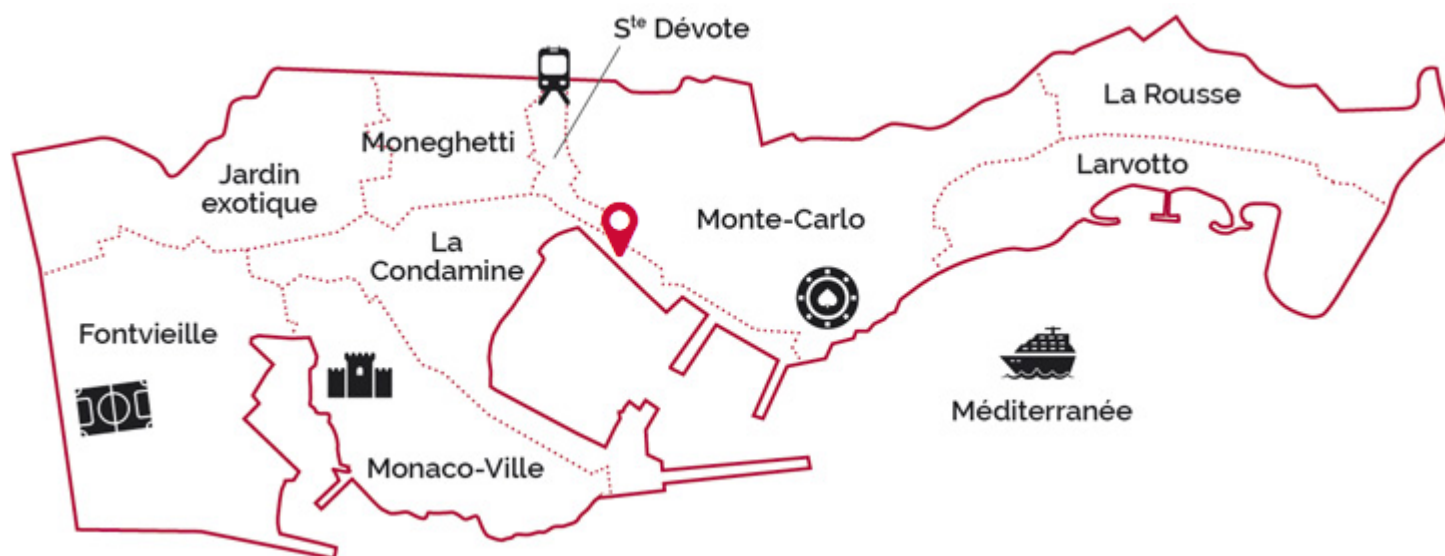 Sᵗᵉ Dévote
La Rousse
Moneghetti
Larvotto
Jardin
exotique
Monte-Carlo
La
Condamine
Fontvieille
Méditerranée
Monaco-Ville